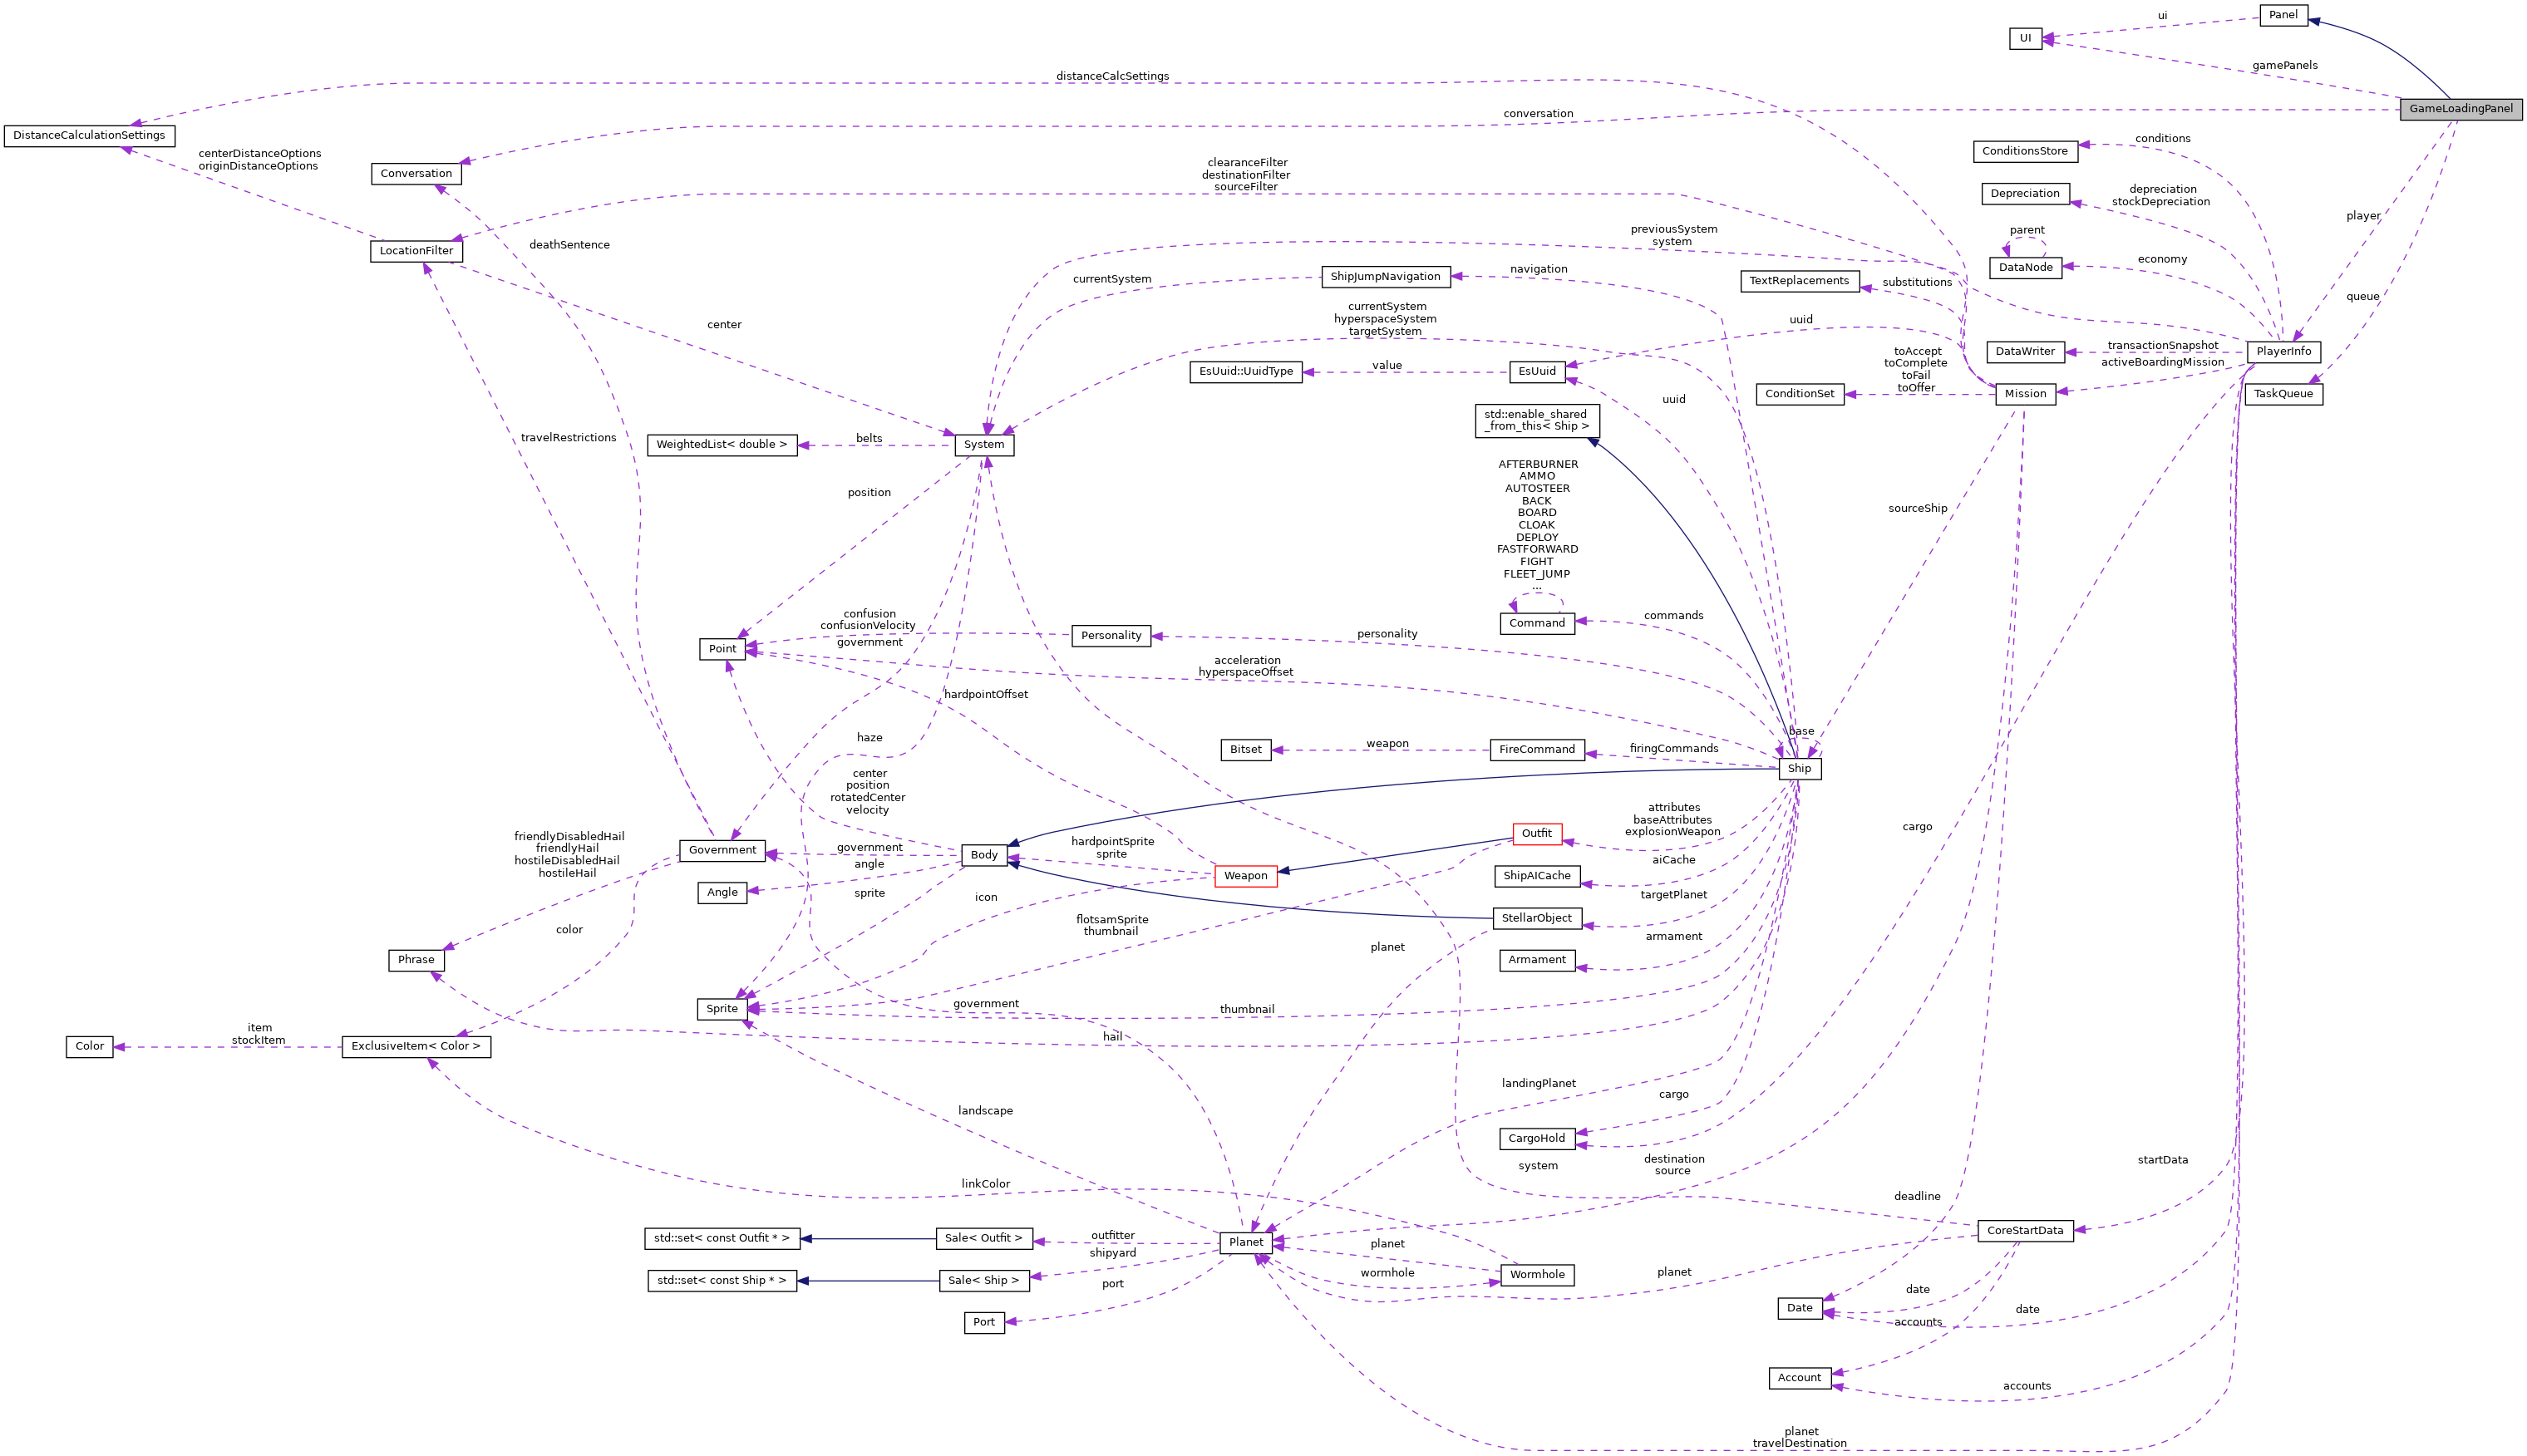 Panel
ui
UI
gamePanels
distanceCalcSettings
GameLoadingPanel
conversation
DistanceCalculationSettings
conditions
ConditionsStore
centerDistanceOptions
originDistanceOptions
Conversation
clearanceFilter
destinationFilter
sourceFilter
depreciation
stockDepreciation
Depreciation
player
previousSystem
system
parent
deathSentence
LocationFilter
economy
DataNode
navigation
ShipJumpNavigation
currentSystem
TextReplacements
substitutions
queue
currentSystem
hyperspaceSystem
targetSystem
uuid
center
transactionSnapshot
DataWriter
PlayerInfo
activeBoardingMission
toAccept
toComplete
toFail
toOffer
value
EsUuid::UuidType
EsUuid
ConditionSet
Mission
TaskQueue
uuid
std::enable_shared
_from_this< Ship >
travelRestrictions
WeightedList< double >
belts
System
AFTERBURNER
AMMO
AUTOSTEER
BACK
BOARD
CLOAK
DEPLOY
FASTFORWARD
FIGHT
FLEET_JUMP
...
position
sourceShip
confusion
confusionVelocity
government
Command
commands
Personality
personality
Point
acceleration
hyperspaceOffset
hardpointOffset
haze
base
Bitset
weapon
FireCommand
firingCommands
Ship
center
position
rotatedCenter
velocity
attributes
baseAttributes
explosionWeapon
cargo
friendlyDisabledHail
friendlyHail
hostileDisabledHail
hostileHail
Outfit
Government
government
Body
hardpointSprite
sprite
angle
aiCache
Weapon
ShipAICache
Angle
sprite
icon
targetPlanet
flotsamSprite
thumbnail
StellarObject
color
planet
armament
Phrase
Armament
government
Sprite
thumbnail
item
stockItem
hail
Color
ExclusiveItem< Color >
landingPlanet
cargo
landscape
CargoHold
system
destination
source
startData
linkColor
deadline
std::set< const Outfit * >
Sale< Outfit >
outfitter
Planet
planet
CoreStartData
shipyard
std::set< const Ship * >
Sale< Ship >
wormhole
Wormhole
planet
port
date
Port
Date
date
accounts
Account
accounts
planet
travelDestination